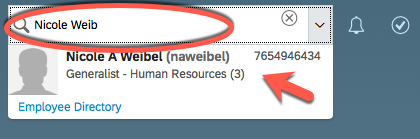 Nicole Weib
Nicole A Weibel (naweibel) 7654946434
Generalist - Human Resources (3)
Employee Directory